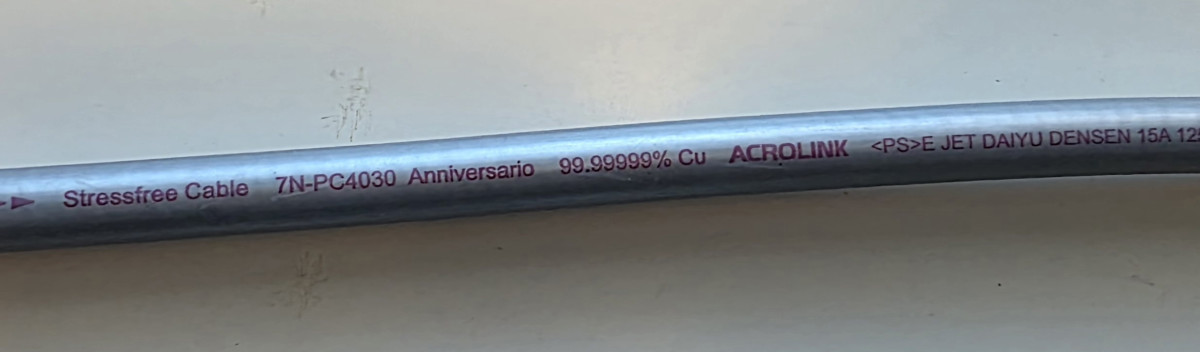 Stressfree Cable 7N-PC4030 Anniversario 99.99999% Cu ACROLINK <PS>E JET DAIYU DENSEN 15A